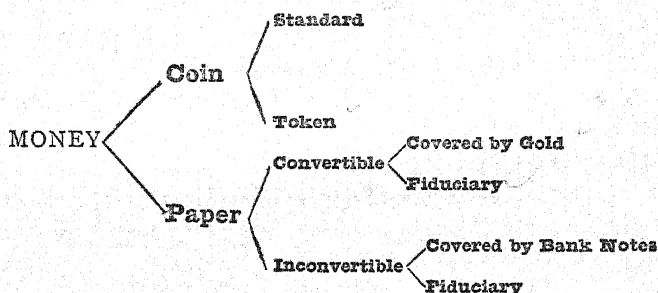 Standard
Coin
Token
MONEY
Convertible
Covered by Gold
Fiduciary
Paper
Inconvertible
Covered by Bank Notes
Fiduciary